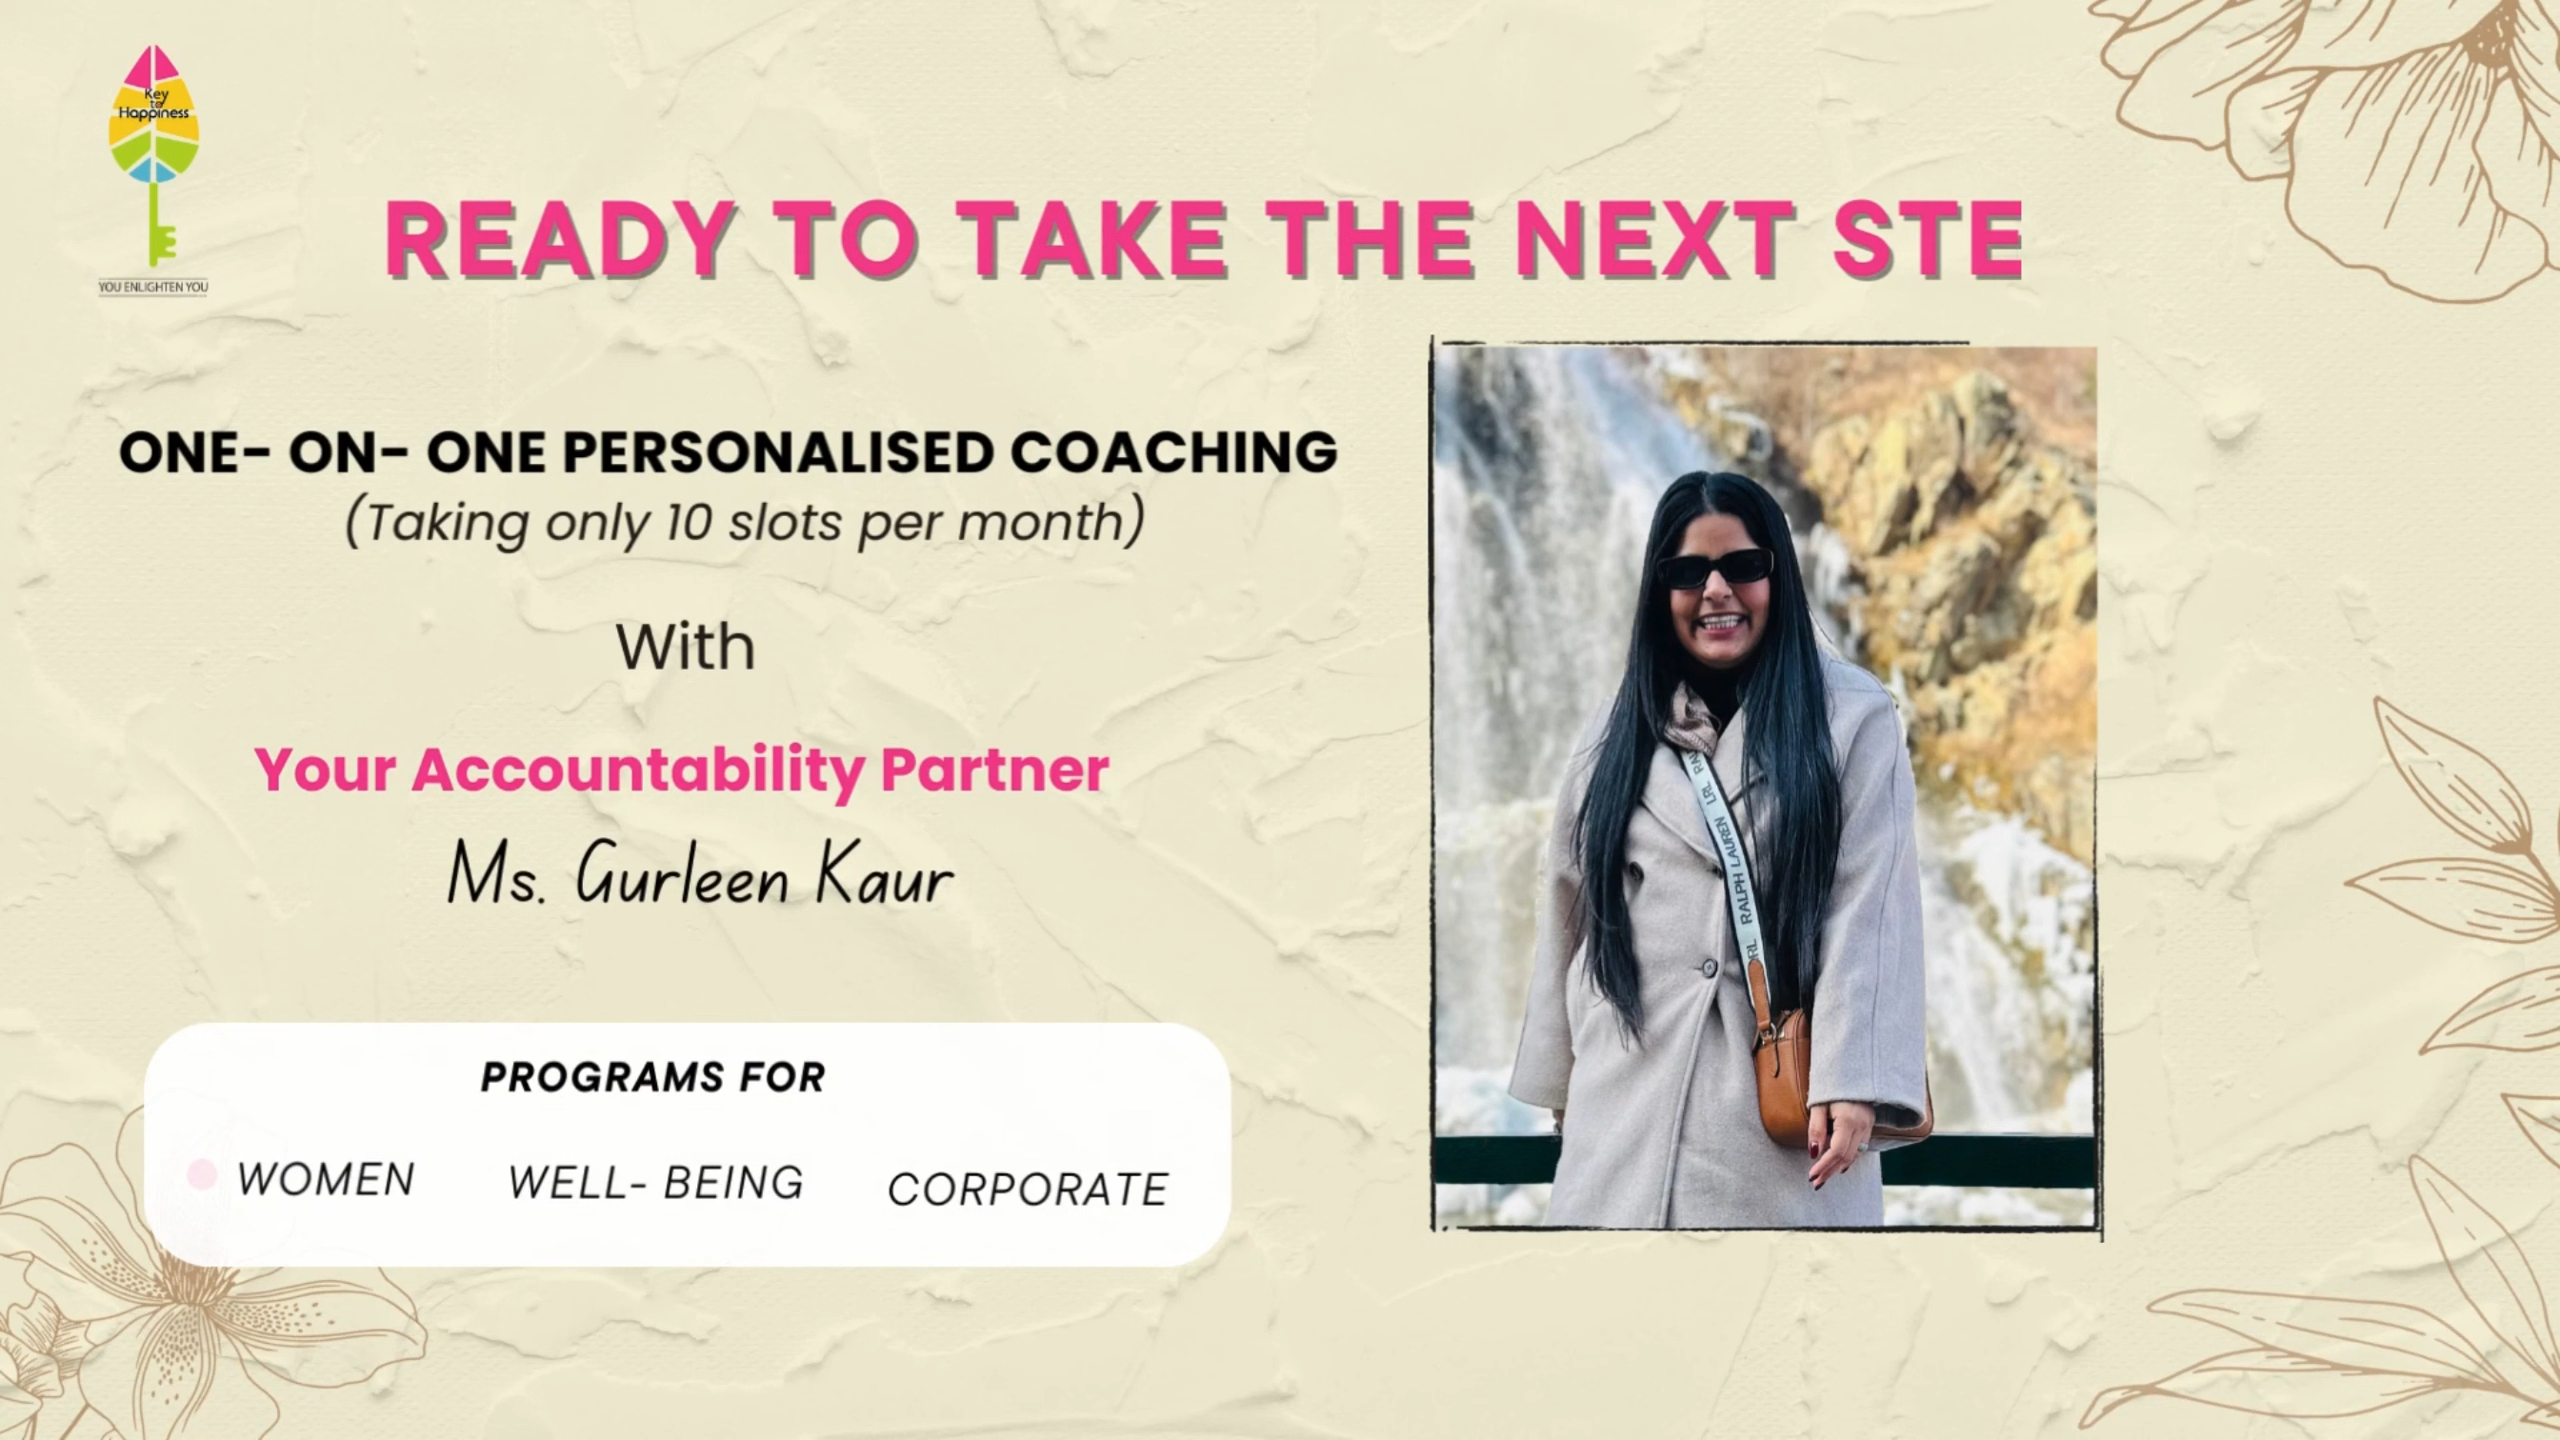 Key
to
Happiness
YOU ENLIGHTEN YOU
READY TO TAKE THE NEXT STE
ONE- ON- ONE PERSONALISED COACHING
(Taking only 10 slots per month)
With
Your Accountability Partner
Ms. Gurleen Kaur
PROGRAMS FOR
WOMEN
WELL- BEING
CORPORATE
RALPH LAUREN LRL